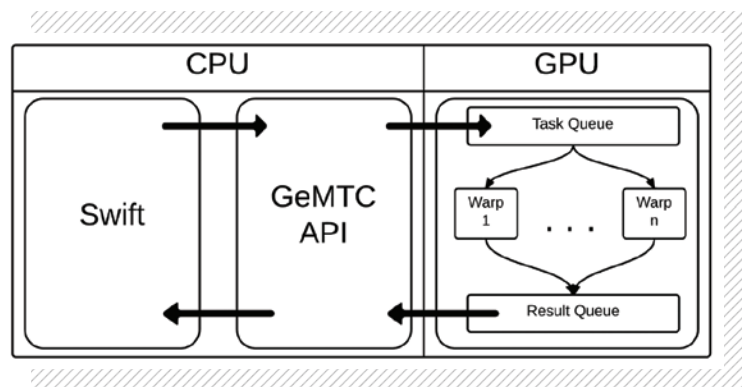 CPU
GPU
Swift
GeMTC
API
Task Queue
Warp
1
. . .
Warp
n
Result Queue